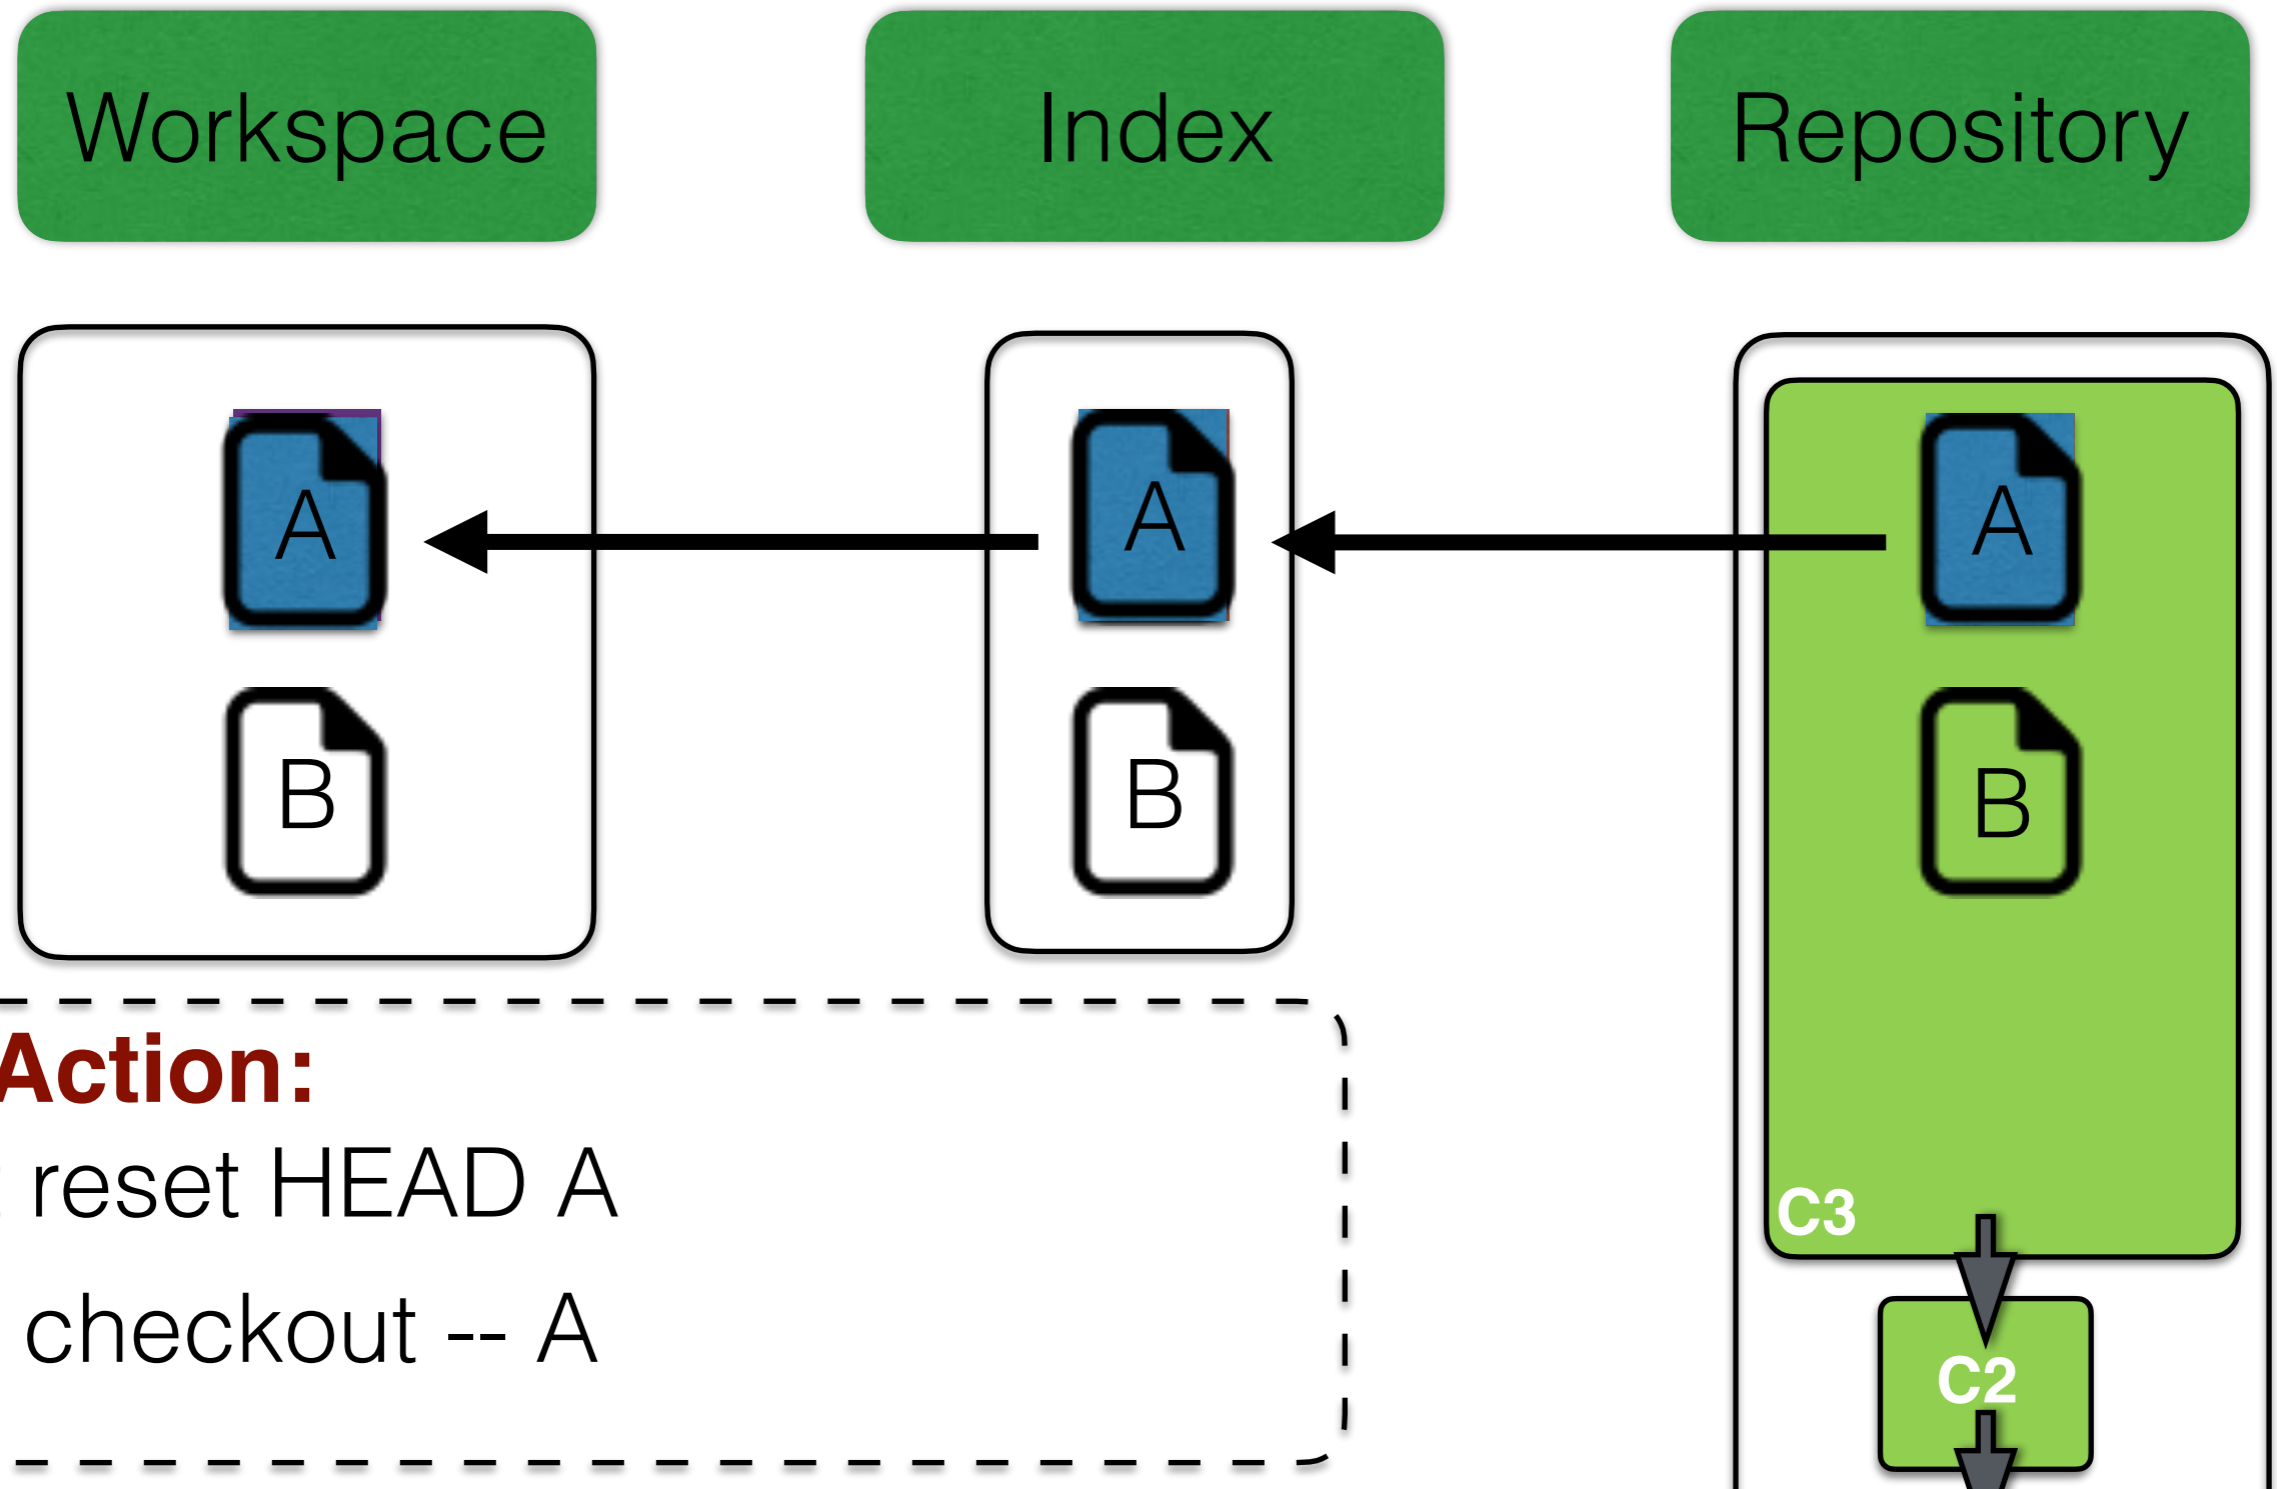 Workspace
Index
Repository
A
A
A
B
B
B
Action:
reset HEAD A
checkout -- A
C3
C2